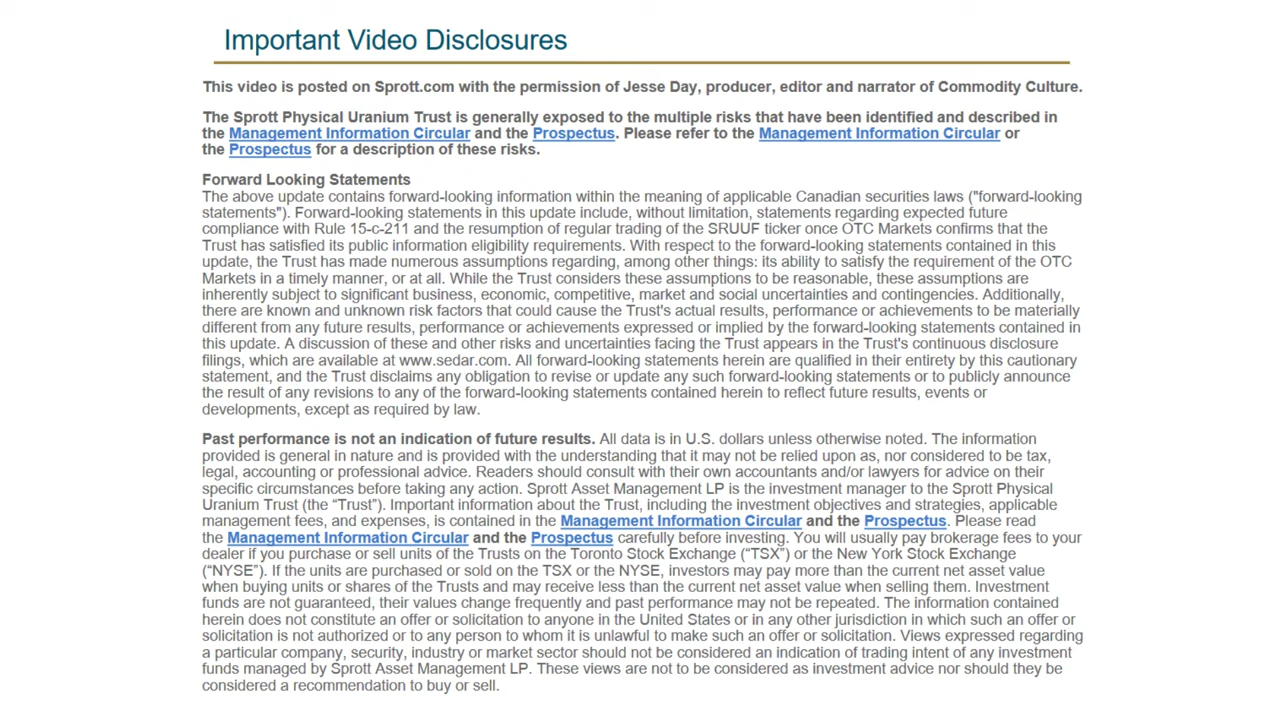 Important Video Disclosures
This video is posted on Sprott.com with the permission of Jesse Day, producer, editor and narrator of Commodity Culture.
The Sprott Physical Uranium Trust is generally exposed to the multiple risks that have been identified and described in
the Management Information Circular and the Prospectus. Please refer to the Management Information Circular or
the Prospectus for a description of these risks.
Forward Looking Statements
The above update contains forward-looking information within the meaning of applicable Canadian securities laws ("forward-looking
statements"). Forward-looking statements in this update include, without limitation, statements regarding expected future
compliance with Rule 15-c-211 and the resumption of regular trading of the SRUUF ticker once OTC Markets confirms that the
Trust has satisfied its public information eligibility requirements. With respect to the forward-looking statements contained in this
update, the Trust has made numerous assumptions regarding, among other things: its ability to satisfy the requirement of the OTC
Markets in a timely manner, or at all. While the Trust considers these assumptions to be reasonable, these assumptions are
inherently subject to significant business, economic, competitive, market and social uncertainties and contingencies. Additionally,
there are known and unknown risk factors that could cause the Trust's actual results, performance or achievements to be materially
different from any future results, performance or achievements expressed or implied by the forward-looking statements contained in
this update. A discussion of these and other risks and uncertainties facing the Trust appears in the Trust's continuous disclosure
filings, which are available at www.sedar.com. All forward-looking statements herein are qualified in their entirety by this cautionary
statement, and the Trust disclaims any obligation to revise or update any such forward-looking statements or to publicly announce
the result of any revisions to any of the forward-looking statements contained herein to reflect future results, events or
developments, except as required by law.
Past performance is not an indication of future results. All data is in U.S. dollars unless otherwise noted. The information
provided is general in nature and is provided with the understanding that it may not be relied upon as, nor considered to be tax,
legal, accounting or professional advice. Readers should consult with their own accountants and/or lawyers for advice on their
specific circumstances before taking any action. Sprott Asset Management LP is the investment manager to the Sprott Physical
Uranium Trust (the “Trust”). Important information about the Trust, including the investment objectives and strategies, applicable
management fees, and expenses, is contained in the Management Information Circular and the Prospectus. Please read
the Management Information Circular and the Prospectus carefully before investing. You will usually pay brokerage fees to your
dealer if you purchase or sell units of the Trusts on the Toronto Stock Exchange (“TSX”) or the New York Stock Exchange
(“NYSE”). If the units are purchased or sold on the TSX or the NYSE, investors may pay more than the current net asset value
when buying units or shares of the Trusts and may receive less than the current net asset value when selling them. Investment
funds are not guaranteed, their values change frequently and past performance may not be repeated. The information contained
herein does not constitute an offer or solicitation to anyone in the United States or in any other jurisdiction in which such an offer or
solicitation is not authorized or to any person to whom it is unlawful to make such an offer or solicitation. Views expressed regarding
a particular company, security, industry or market sector should not be considered an indication of trading intent of any investment
funds managed by Sprott Asset Management LP. These views are not to be considered as investment advice nor should they be
considered a recommendation to buy or sell.